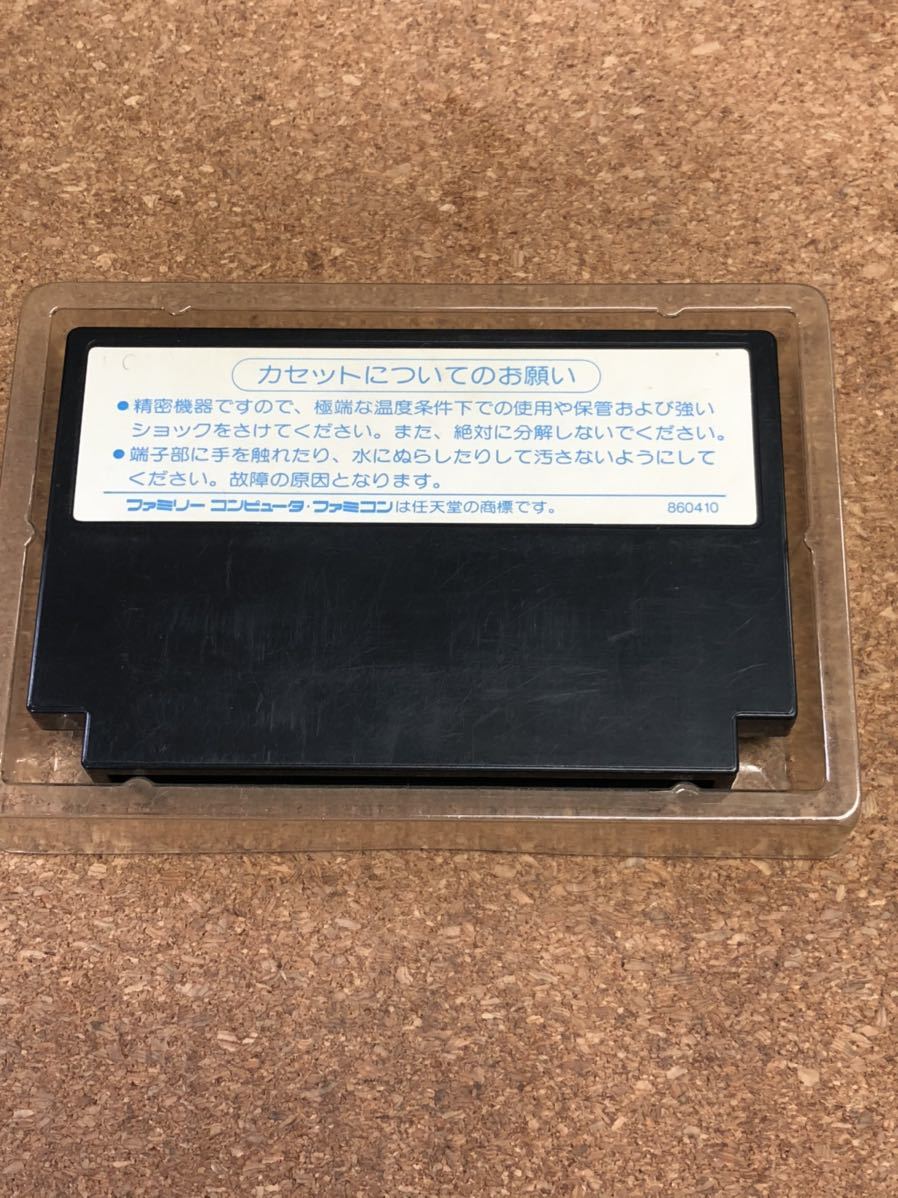 カセットについてのお願い
●精密機器ですので、極端な温度条件下での使用や保管および強い
ショックをさけてください。また、絶対に分解しないでください。
●端子部に手を触れたり、水にぬらしたりして汚さないようにして
ください。故障の原因となります。
ファミリーコンピュータ・ファミコンは任天堂の商標です。 860410